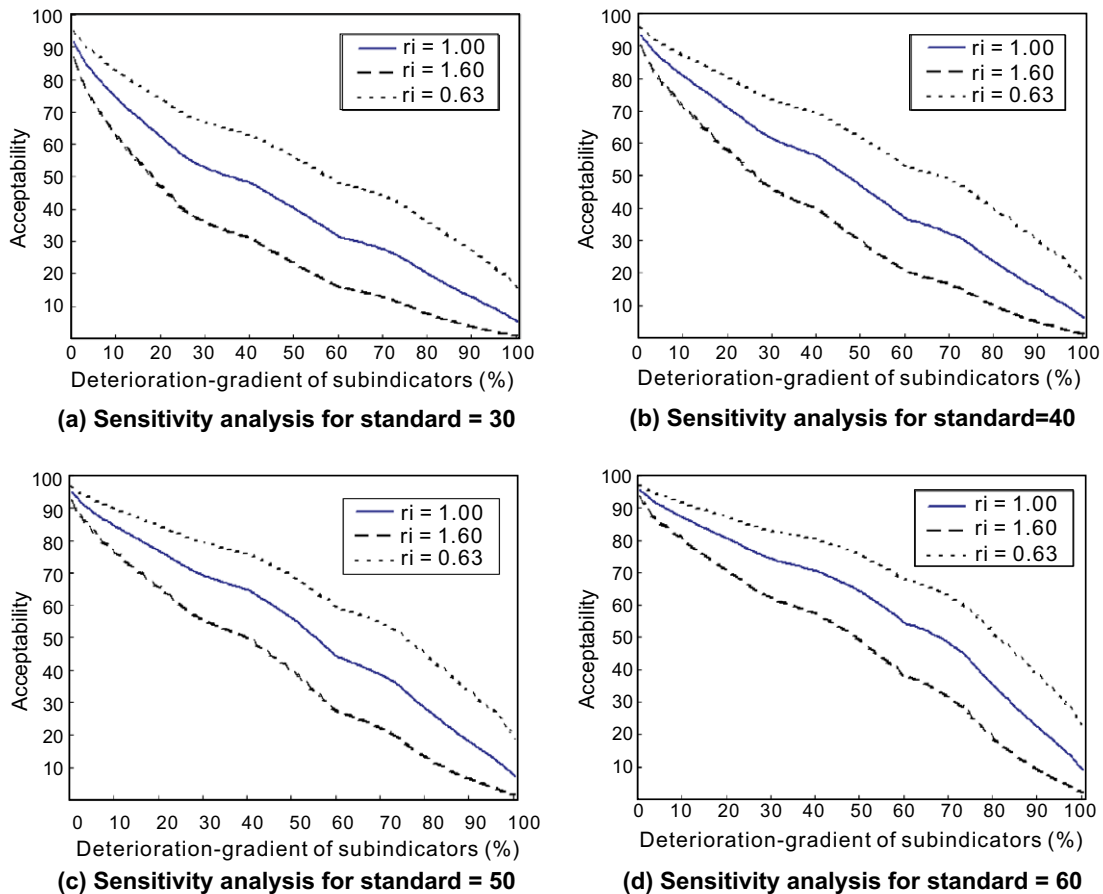 100
90
80
70
60
50
40
30
20
10
Acceptability
ri = 1.00
ri = 1.60
ri = 0.63
0 10 20 30 40 50 60 70 80 90 100
Deterioration-gradient of subindicators (%)
(a) Sensitivity analysis for standard = 30
100
90
80
70
60
50
40
30
20
10
Acceptability
ri = 1.00
ri = 1.60
ri = 0.63
0 10 20 30 40 50 60 70 80 90 100
Deterioration-gradient of subindicators (%)
(b) Sensitivity analysis for standard=40
100
90
80
70
60
50
40
30
20
10
Acceptability
ri = 1.00
ri = 1.60
ri = 0.63
0 10 20 30 40 50 60 70 80 90 100
Deterioration-gradient of subindicators (%)
(c) Sensitivity analysis for standard = 50
100
90
80
70
60
50
40
30
20
10
Acceptability
ri = 1.00
ri = 1.60
ri = 0.63
0 10 20 30 40 50 60 70 80 90 100
Deterioration-gradient of subindicators (%)
(d) Sensitivity analysis for standard = 60